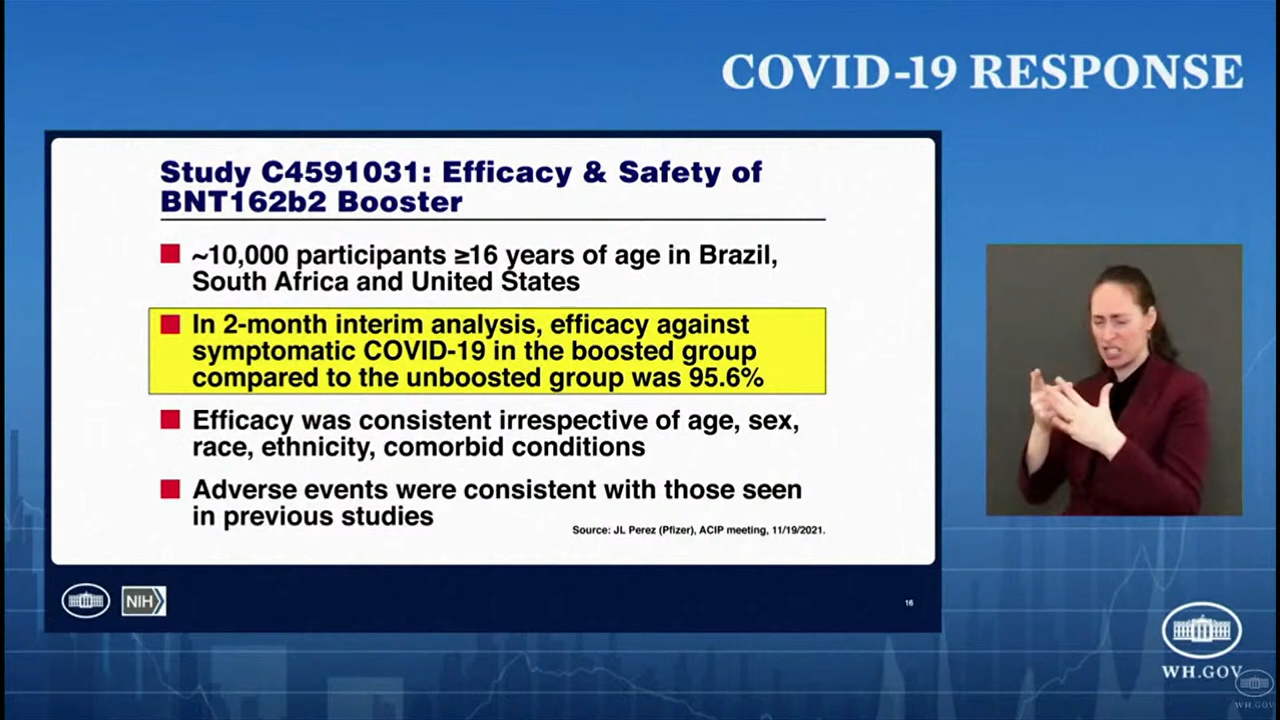 COVID-19 RESPONSE
Study C4591031: Efficacy & Safety of
BNT162b2 Booster
~10,000 participants ≥16 years of age in Brazil,
South Africa and United States
In 2-month interim analysis, efficacy against
symptomatic COVID-19 in the boosted group
compared to the unboosted group was 95.6%
Efficacy was consistent irrespective of age, sex,
race, ethnicity, comorbid conditions
Adverse events were consistent with those seen
in previous studies
Source: JL Perez (Pfizer), ACIP meeting, 11/19/2021.
NIH
16
WH.GOV
WH.GOV